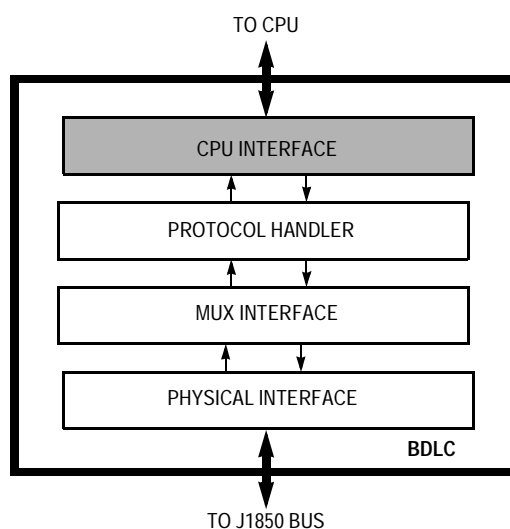 TO CPU
CPU INTERFACE
PROTOCOL HANDLER
MUX INTERFACE
PHYSICAL INTERFACE
BDLC
TO J1850 BUS